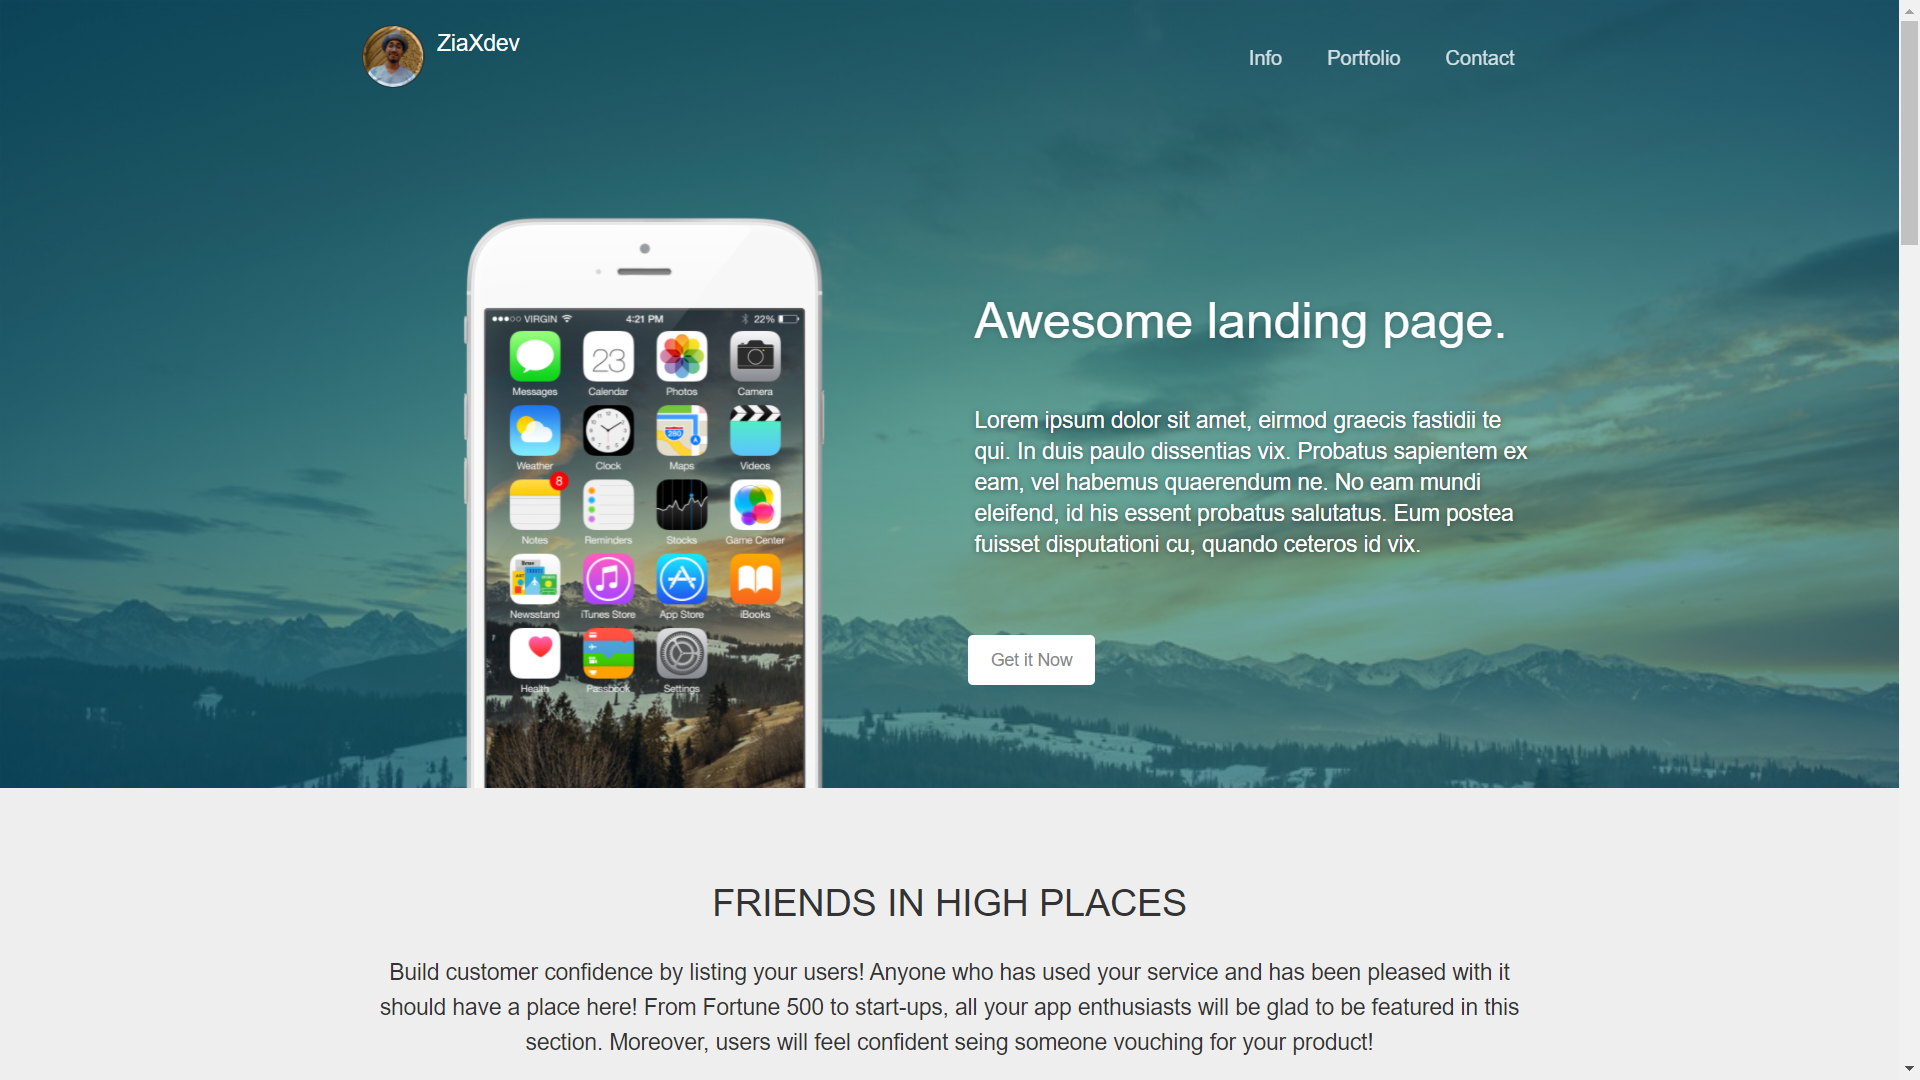 ZiaXdev
Info Portfolio Contact
VIRGIN 4:21 PM 22%
23
Messages Calendar Photos Camera
280
Weather Clock Maps Videos
8
Notes Reminders Stocks Game Center
Newsstand iTunes Store App Store iBooks
Health Passbook Settings
Awesome landing page.
Lorem ipsum dolor sit amet, eirmod graecis fastidii te
qui. In duis paulo dissentias vix. Probatus sapientem ex
eam, vel habemus quaerendum ne. No eam mundi
eleifend, id his essent probatus salutatus. Eum postea
fuisset disputationi cu, quando ceteros id vix.
Get it Now
FRIENDS IN HIGH PLACES
Build customer confidence by listing your users! Anyone who has used your service and has been pleased with it
should have a place here! From Fortune 500 to start-ups, all your app enthusiasts will be glad to be featured in this
section. Moreover, users will feel confident seing someone vouching for your product!